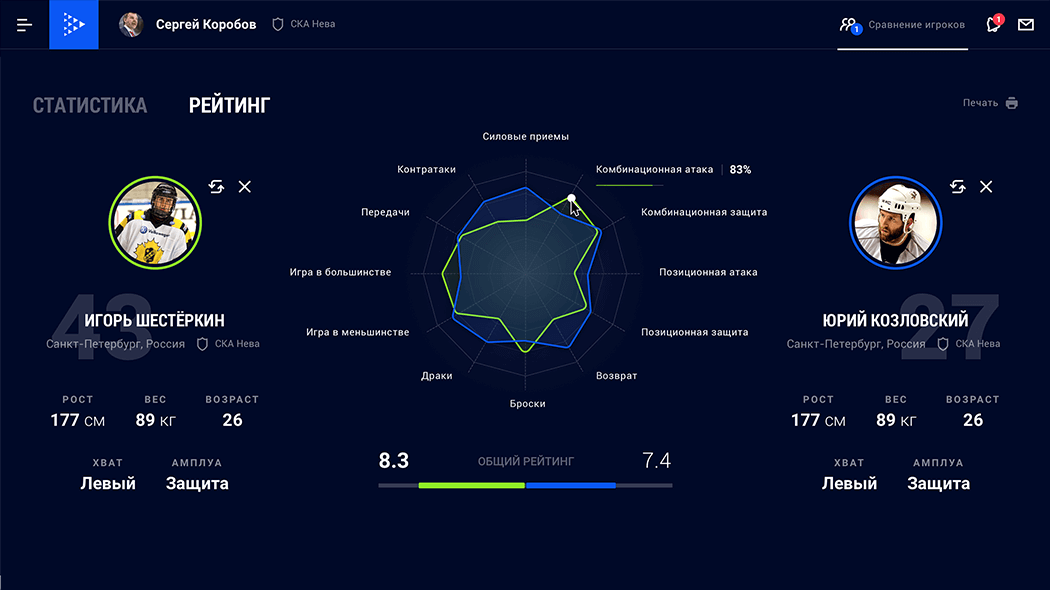 Сергей Коробов СКА Нева
1 Сравнение игроков 1
СТАТИСТИКА РЕЙТИНГ
Печать
Силовые приемы
Контратаки
Комбинационная атака 83%
Передачи
Комбинационная защита
Игра в большинстве
Позиционная атака
Игра в меньшинстве
Позиционная защита
Драки
Возврат
Броски
43
ИГОРЬ ШЕСТЁРКИН
Санкт-Петербург, Россия СКА Нева
РОСТ ВЕС ВОЗРАСТ
177 СМ 89 КГ 26
ХВАТ АМПЛУА
Левый Защита
8.3 ОБЩИЙ РЕЙТИНГ 7.4
27
ЮРИЙ КОЗЛОВСКИЙ
Санкт-Петербург, Россия СКА Нева
РОСТ ВЕС ВОЗРАСТ
177 СМ 89 КГ 26
ХВАТ АМПЛУА
Левый Защита